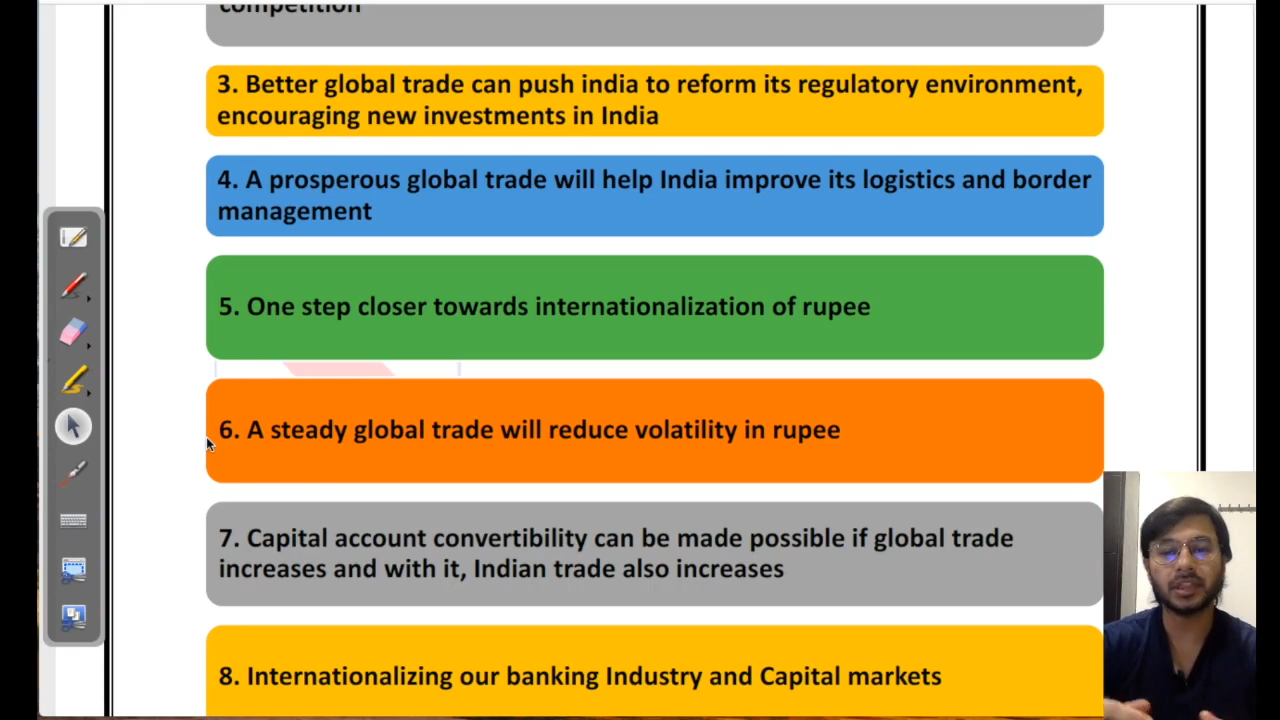 competition
3. Better global trade can push india to reform its regulatory environment,
encouraging new investments in India
4. A prosperous global trade will help India improve its logistics and border
management
5. One step closer towards internationalization of rupee
6. A steady global trade will reduce volatility in rupee
7. Capital account convertibility can be made possible if global trade
increases and with it, Indian trade also increases
8. Internationalizing our banking Industry and Capital markets